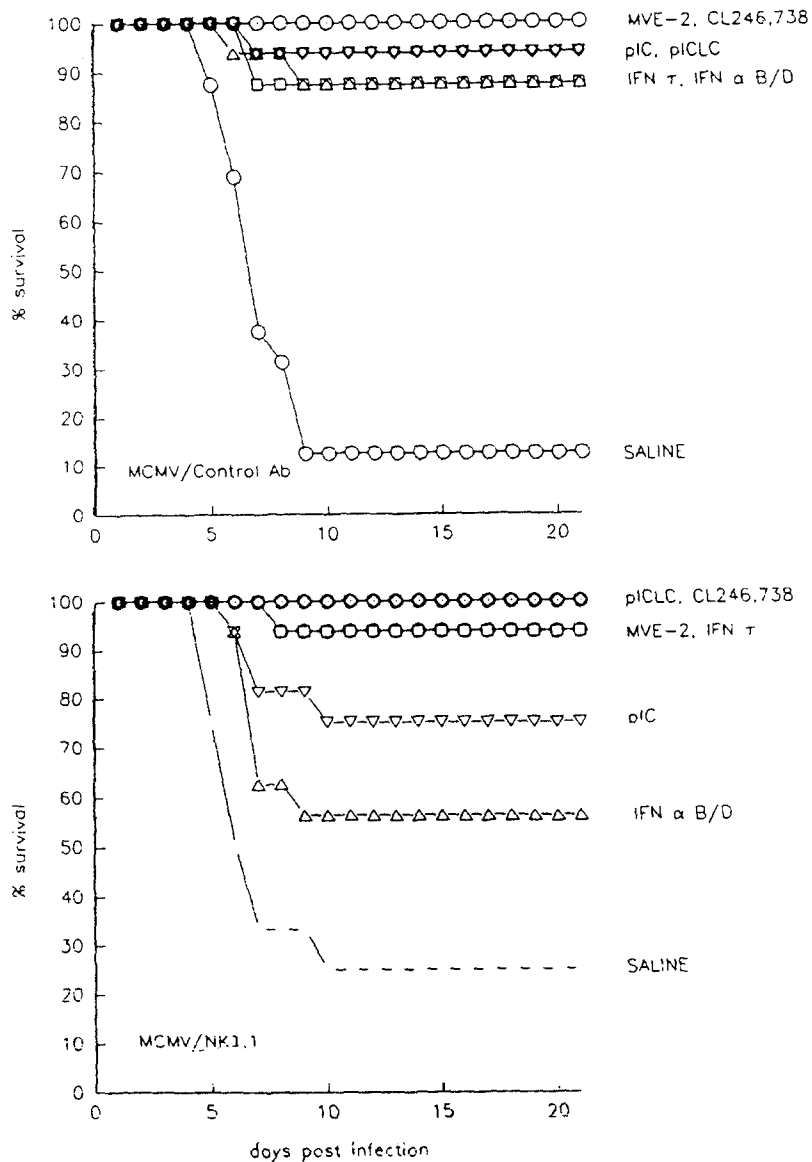 100
90
80
70
60
50
40
30
20
10
0
% survival
MVE-2, CL246,738
pIC, pICLC
IFN τ, IFN α B/D
SALINE
MCMV/Control Ab
0 5 10 15 20
100
90
80
70
60
50
40
30
20
10
0
% survival
pICLC, CL246,738
MVE-2, IFN τ
pIC
IFN α B/D
SALINE
MCMV/NK1.1
0 5 10 15 20
days post infection